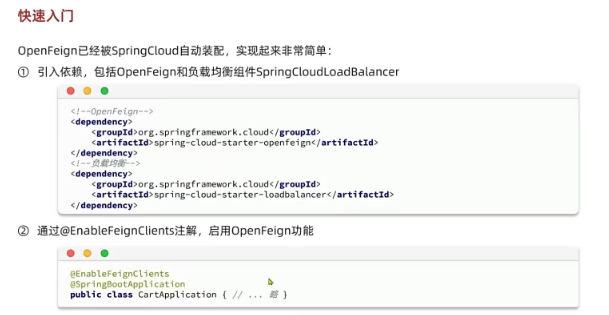 快速入门
OpenFeign已经被SpringCloud自动装配，实现起来非常简单：
① 引入依赖，包括OpenFeign和负载均衡组件SpringCloudLoadBalancer
<!--OpenFeign-->
<dependency>
    <groupId>org.springframework.cloud</groupId>
    <artifactId>spring-cloud-starter-openfeign</artifactId>
</dependency>
<!--负载均衡-->
<dependency>
    <groupId>org.springframework.cloud</groupId>
    <artifactId>spring-cloud-starter-loadbalancer</artifactId>
</dependency>
② 通过@EnableFeignClients注解，启用OpenFeign功能
@EnableFeignClients
@SpringBootApplication
public class CartApplication { // ... 略 }